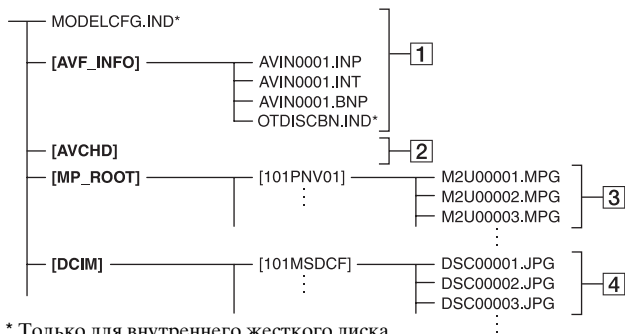 MODELCFG.IND*
[AVF_INFO]
AVIN0001.INP
AVIN0001.INT
AVIN0001.BNP
OTDISCBN.IND*
1
[AVCHD]
2
[MP_ROOT]
[101PNV01]
M2U00001.MPG
M2U00002.MPG
M2U00003.MPG
3
[DCIM]
[101MSDCF]
DSC00001.JPG
DSC00002.JPG
DSC00003.JPG
4
* Только для внутреннего жесткого диска